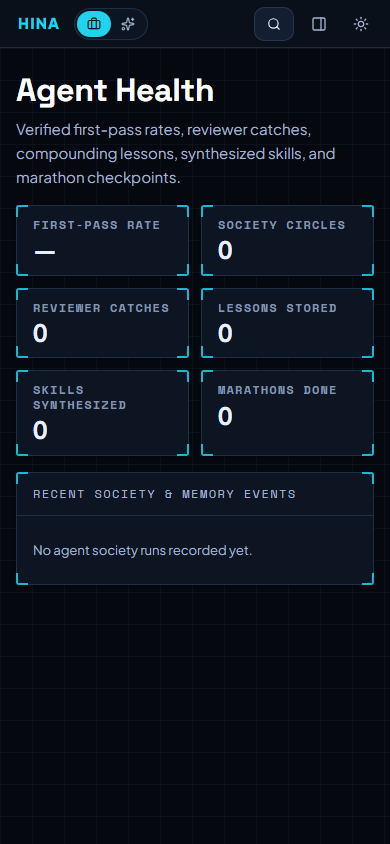 HINA
Agent Health
Verified first-pass rates, reviewer catches,
compounding lessons, synthesized skills, and
marathon checkpoints.
FIRST-PASS RATE
—
SOCIETY CIRCLES
0
REVIEWER CATCHES
0
LESSONS STORED
0
SKILLS
SYNTHESIZED
0
MARATHONS DONE
0
RECENT SOCIETY & MEMORY EVENTS
No agent society runs recorded yet.